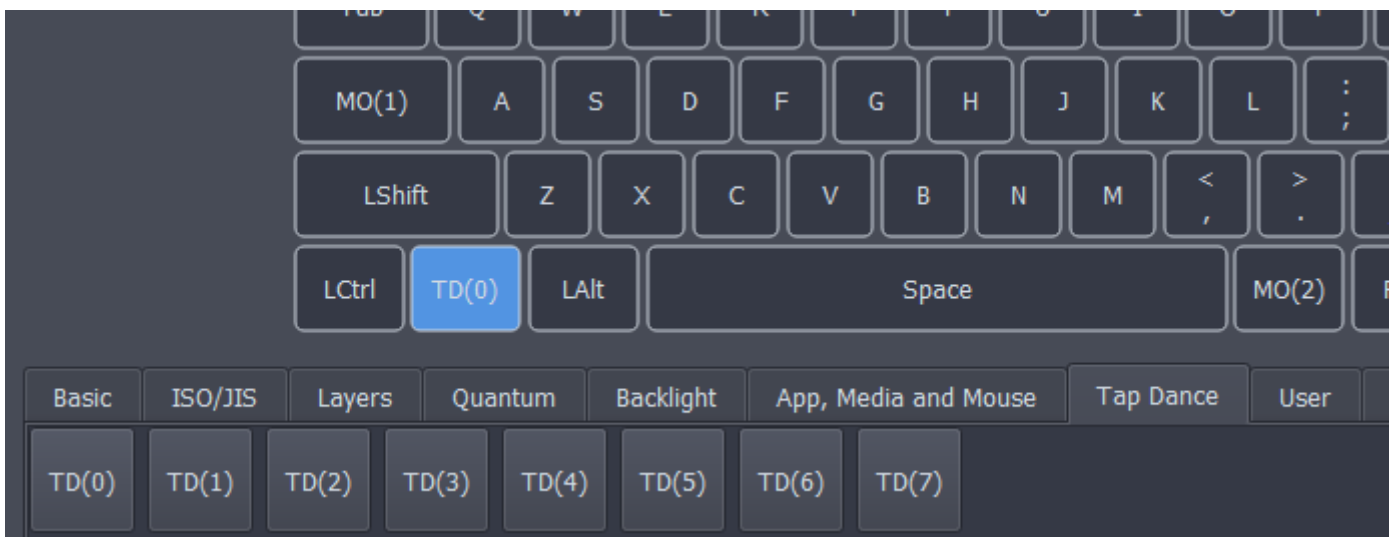 Tab Q W
MO(1) A S D F G H J K L :
;
LShift Z X C V B N M < >
, .
LCtrl TD(0) LAlt Space MO(2)
Basic ISO/JIS Layers Quantum Backlight App, Media and Mouse Tap Dance User
TD(0) TD(1) TD(2) TD(3) TD(4) TD(5) TD(6) TD(7)